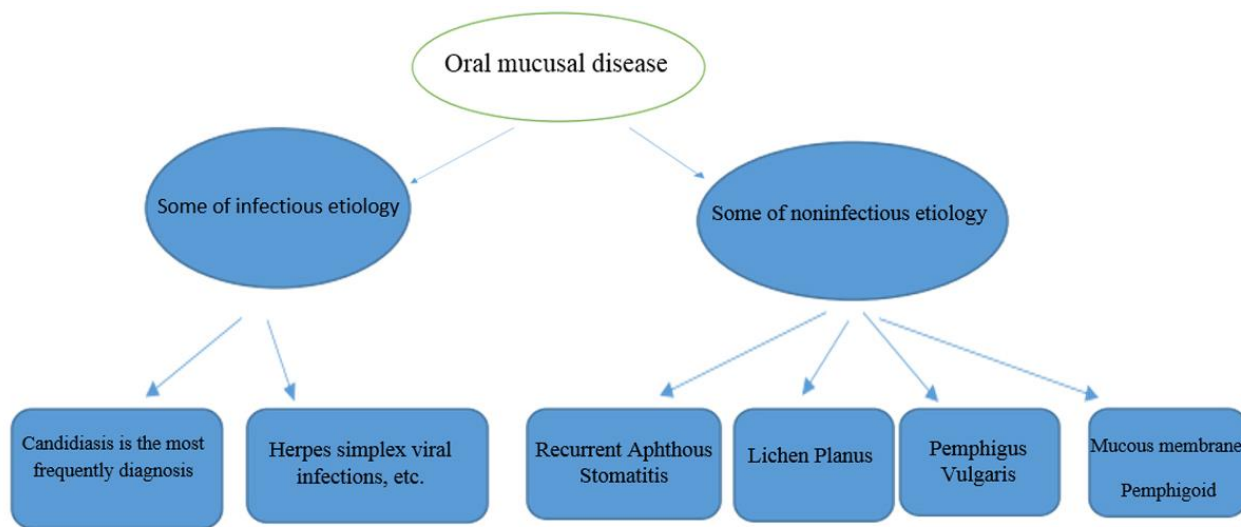 Oral mucusal disease
Some of infectious etiology
Some of noninfectious etiology
Candidiasis is the most
frequently diagnosis
Herpes simplex viral
infections, etc.
Recurrent Aphthous
Stomatitis
Lichen Planus
Pemphigus
Vulgaris
Mucous membrane
Pemphigoid